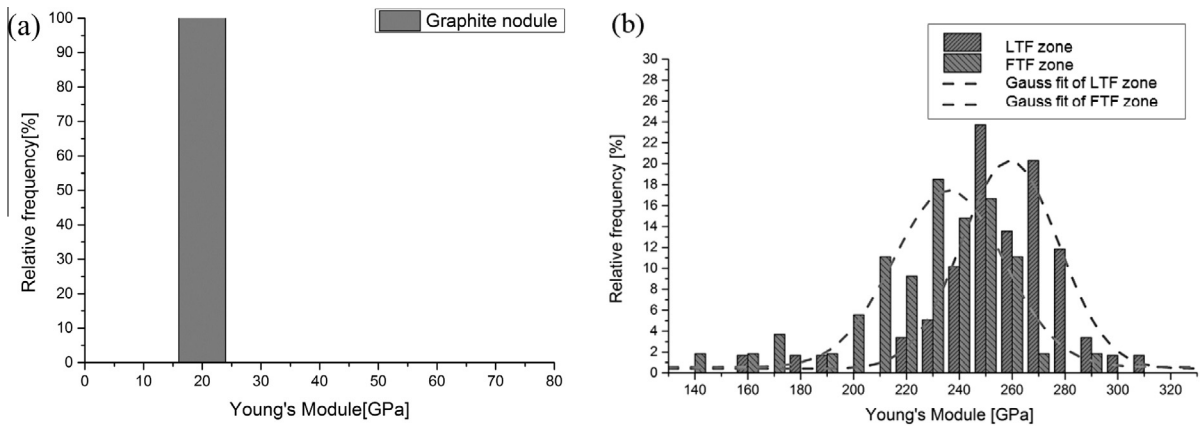 (a)
Graphite nodule
Relative frequency[%]
100
90
80
70
60
50
40
30
20
10
0
0 10 20 30 40 50 60 70 80
Young's Module[GPa]
(b)
LTF zone
FTF zone
Gauss fit of LTF zone
Gauss fit of FTF zone
Relative frequency [%]
30
28
26
24
22
20
18
16
14
12
10
8
6
4
2
0
140 160 180 200 220 240 260 280 300 320
Young's Module [GPa]